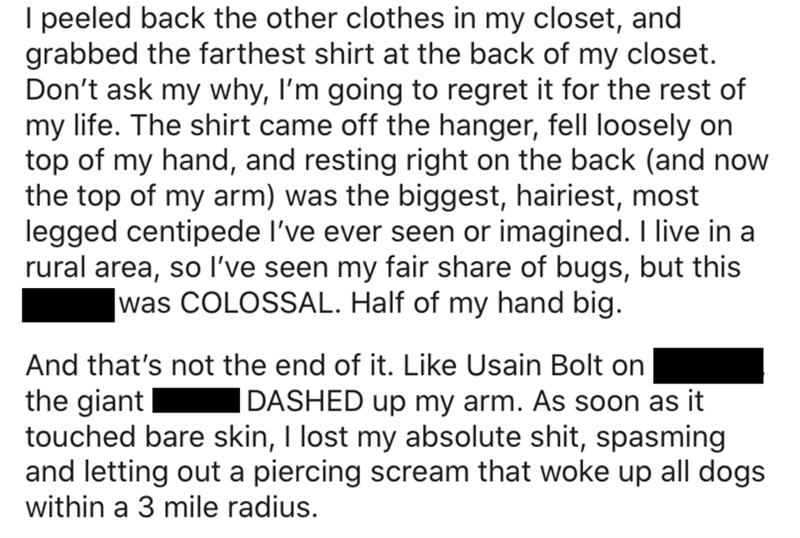 I peeled back the other clothes in my closet, and
grabbed the farthest shirt at the back of my closet.
Don't ask my why, I'm going to regret it for the rest of
my life. The shirt came off the hanger, fell loosely on
top of my hand, and resting right on the back (and now
the top of my arm) was the biggest, hairiest, most
legged centipede I've ever seen or imagined. I live in a
rural area, so I've seen my fair share of bugs, but this
was COLOSSAL. Half of my hand big.
And that's not the end of it. Like Usain Bolt on
the giant DASHED up my arm. As soon as it
touched bare skin, I lost my absolute shit, spasming
and letting out a piercing scream that woke up all dogs
within a 3 mile radius.